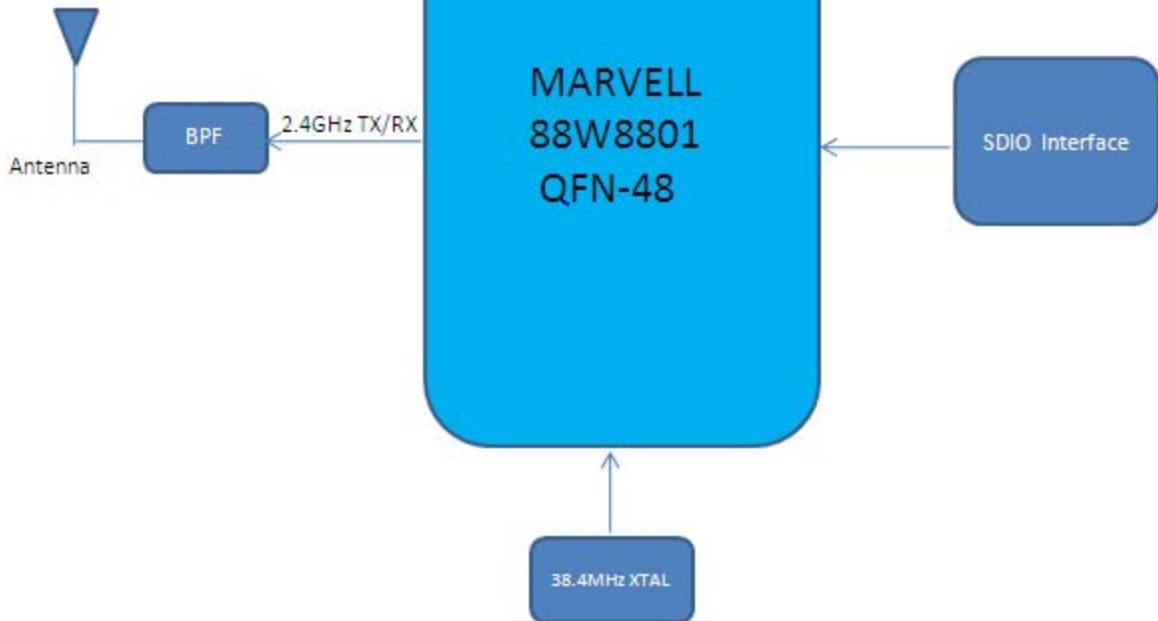 MARVELL
88W8801
QFN-48
2.4GHz TX/RX
BPF
Antenna
SDIO Interface
38.4MHz XTAL